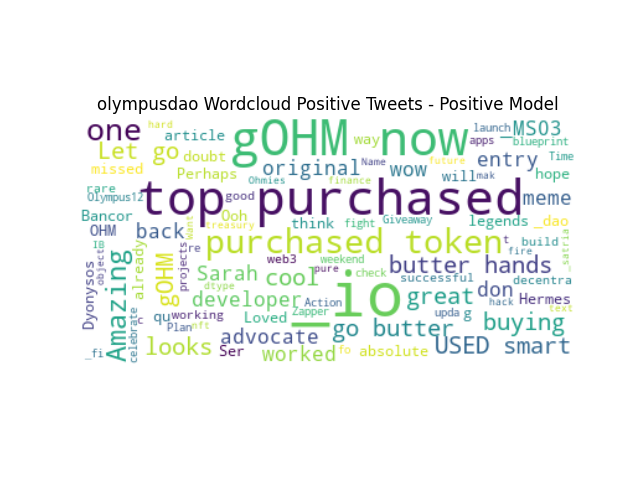 olympusdao Wordcloud Positive Tweets - Positive Model
one hard article gOHM now way apps launch _MS03 blueprint
Let go doubt original Name wow entry Time
missed Perhaps Ohmies finance future will mak hope
rare Olympus12 top purchased good meme
Bancor Ooh treasury think fight Giveaway legends _dao
OHM back want purchased token t build
IB re web3 weekend butter hands fire _satria
Dyonysos object Amazing already gOHM projects Sarah cool pure check successful decentra
dtype _io great don hack Hermes
developer Action Zapper upda g text
c qu working Loved go butter buying
celebrate Plan nft advocate USED smart
_fi looks Ser worked fo absolute